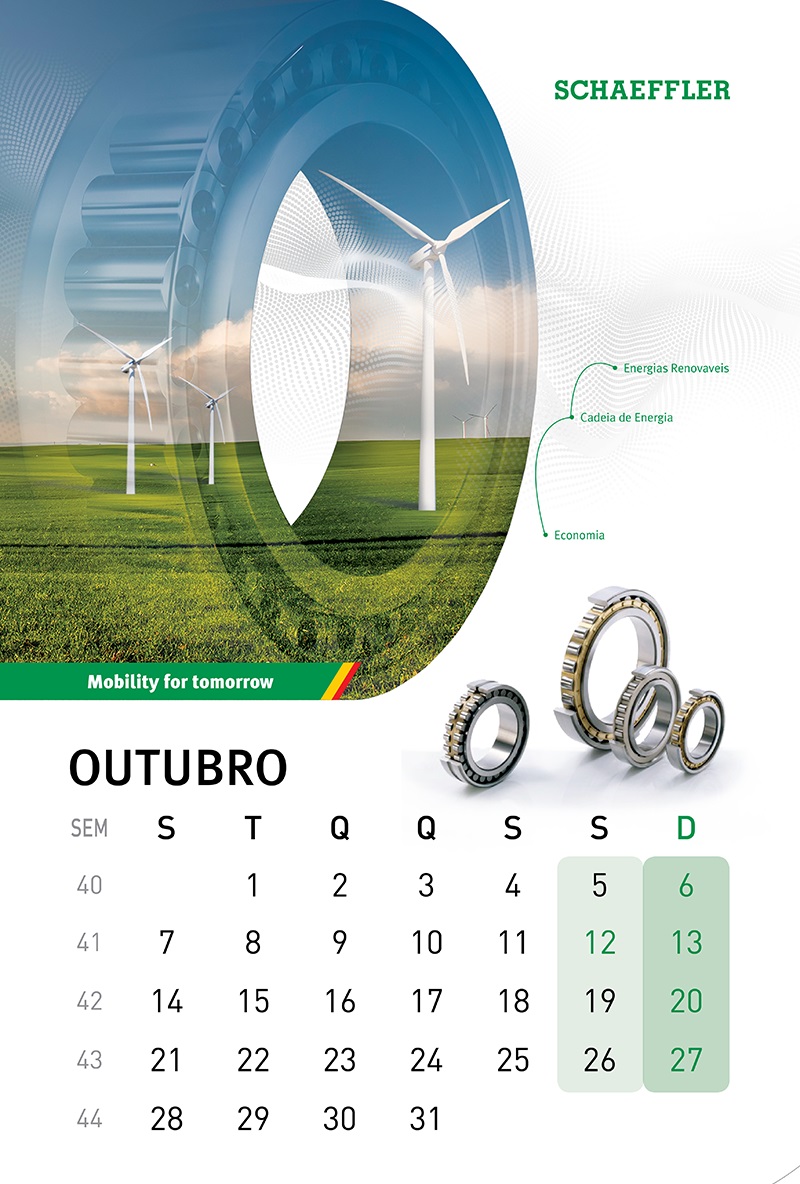 SCHAEFFLER
Energias Renovaveis
Cadeia de Energia
Economia
Mobility for tomorrow
OUTUBRO
SEM S T Q Q S S D
40 1 2 3 4 5 6
41 7 8 9 10 11 12 13
42 14 15 16 17 18 19 20
43 21 22 23 24 25 26 27
44 28 29 30 31